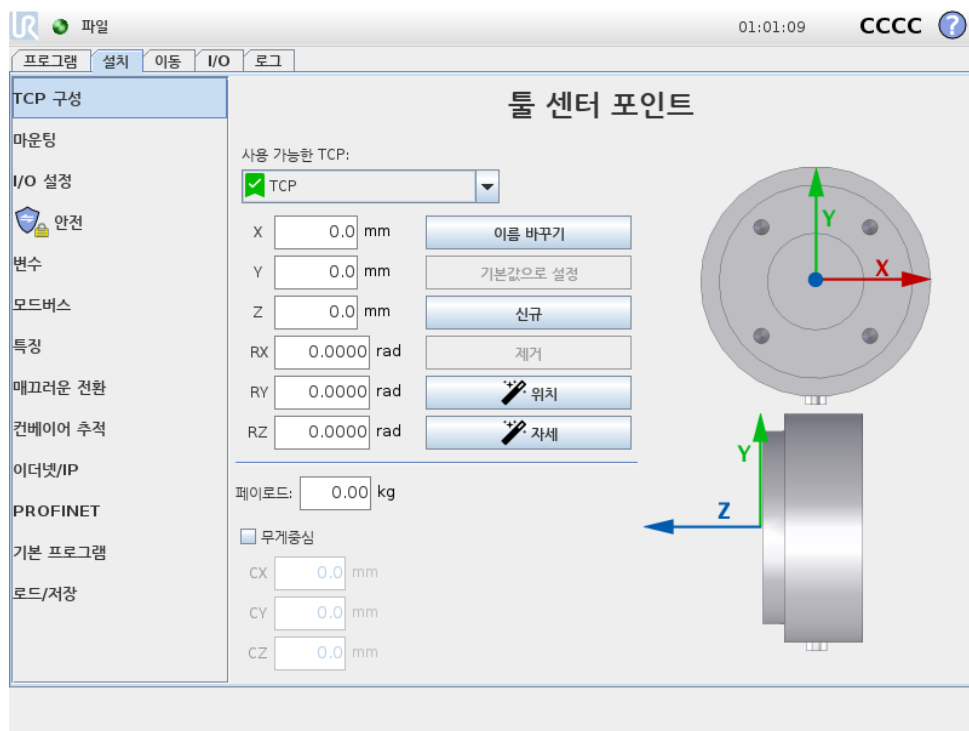 UR 파일 01:01:09 CCCC ?
프로그램 설치 이동 I/O 로그
TCP 구성
마운팅
I/O 설정
안전
변수
모드버스
특징
매끄러운 전환
컨베이어 추적
이더넷/IP
PROFINET
기본 프로그램
로드/저장
툴 센터 포인트
사용 가능한 TCP:
TCP
X 0.0 mm 이름 바꾸기
Y 0.0 mm 기본값으로 설정
Z 0.0 mm 신규
RX 0.0000 rad 제거
RY 0.0000 rad 위치
RZ 0.0000 rad 자세
페이로드: 0.00 kg
무게중심
CX 0.0 mm
CY 0.0 mm
CZ 0.0 mm
Y
X
Y
Z